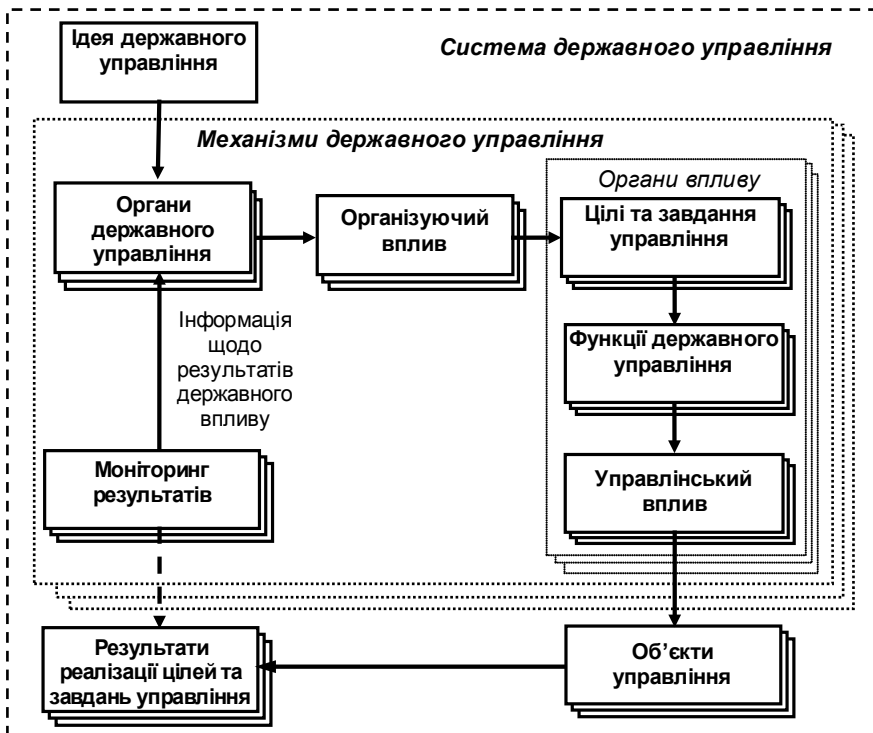 Ідея державного
управління
Система державного управління
Механізми державного управління
Органи
державного
управління
Організуючий
вплив
Органи впливу
Цілі та завдання
управління
Інформація
щодо
результатів
державного
впливу
Функції державного
управління
Моніторинг
результатів
Управлінський
вплив
Результати
реалізації цілей та
завдань управління
Об’єкти
управління